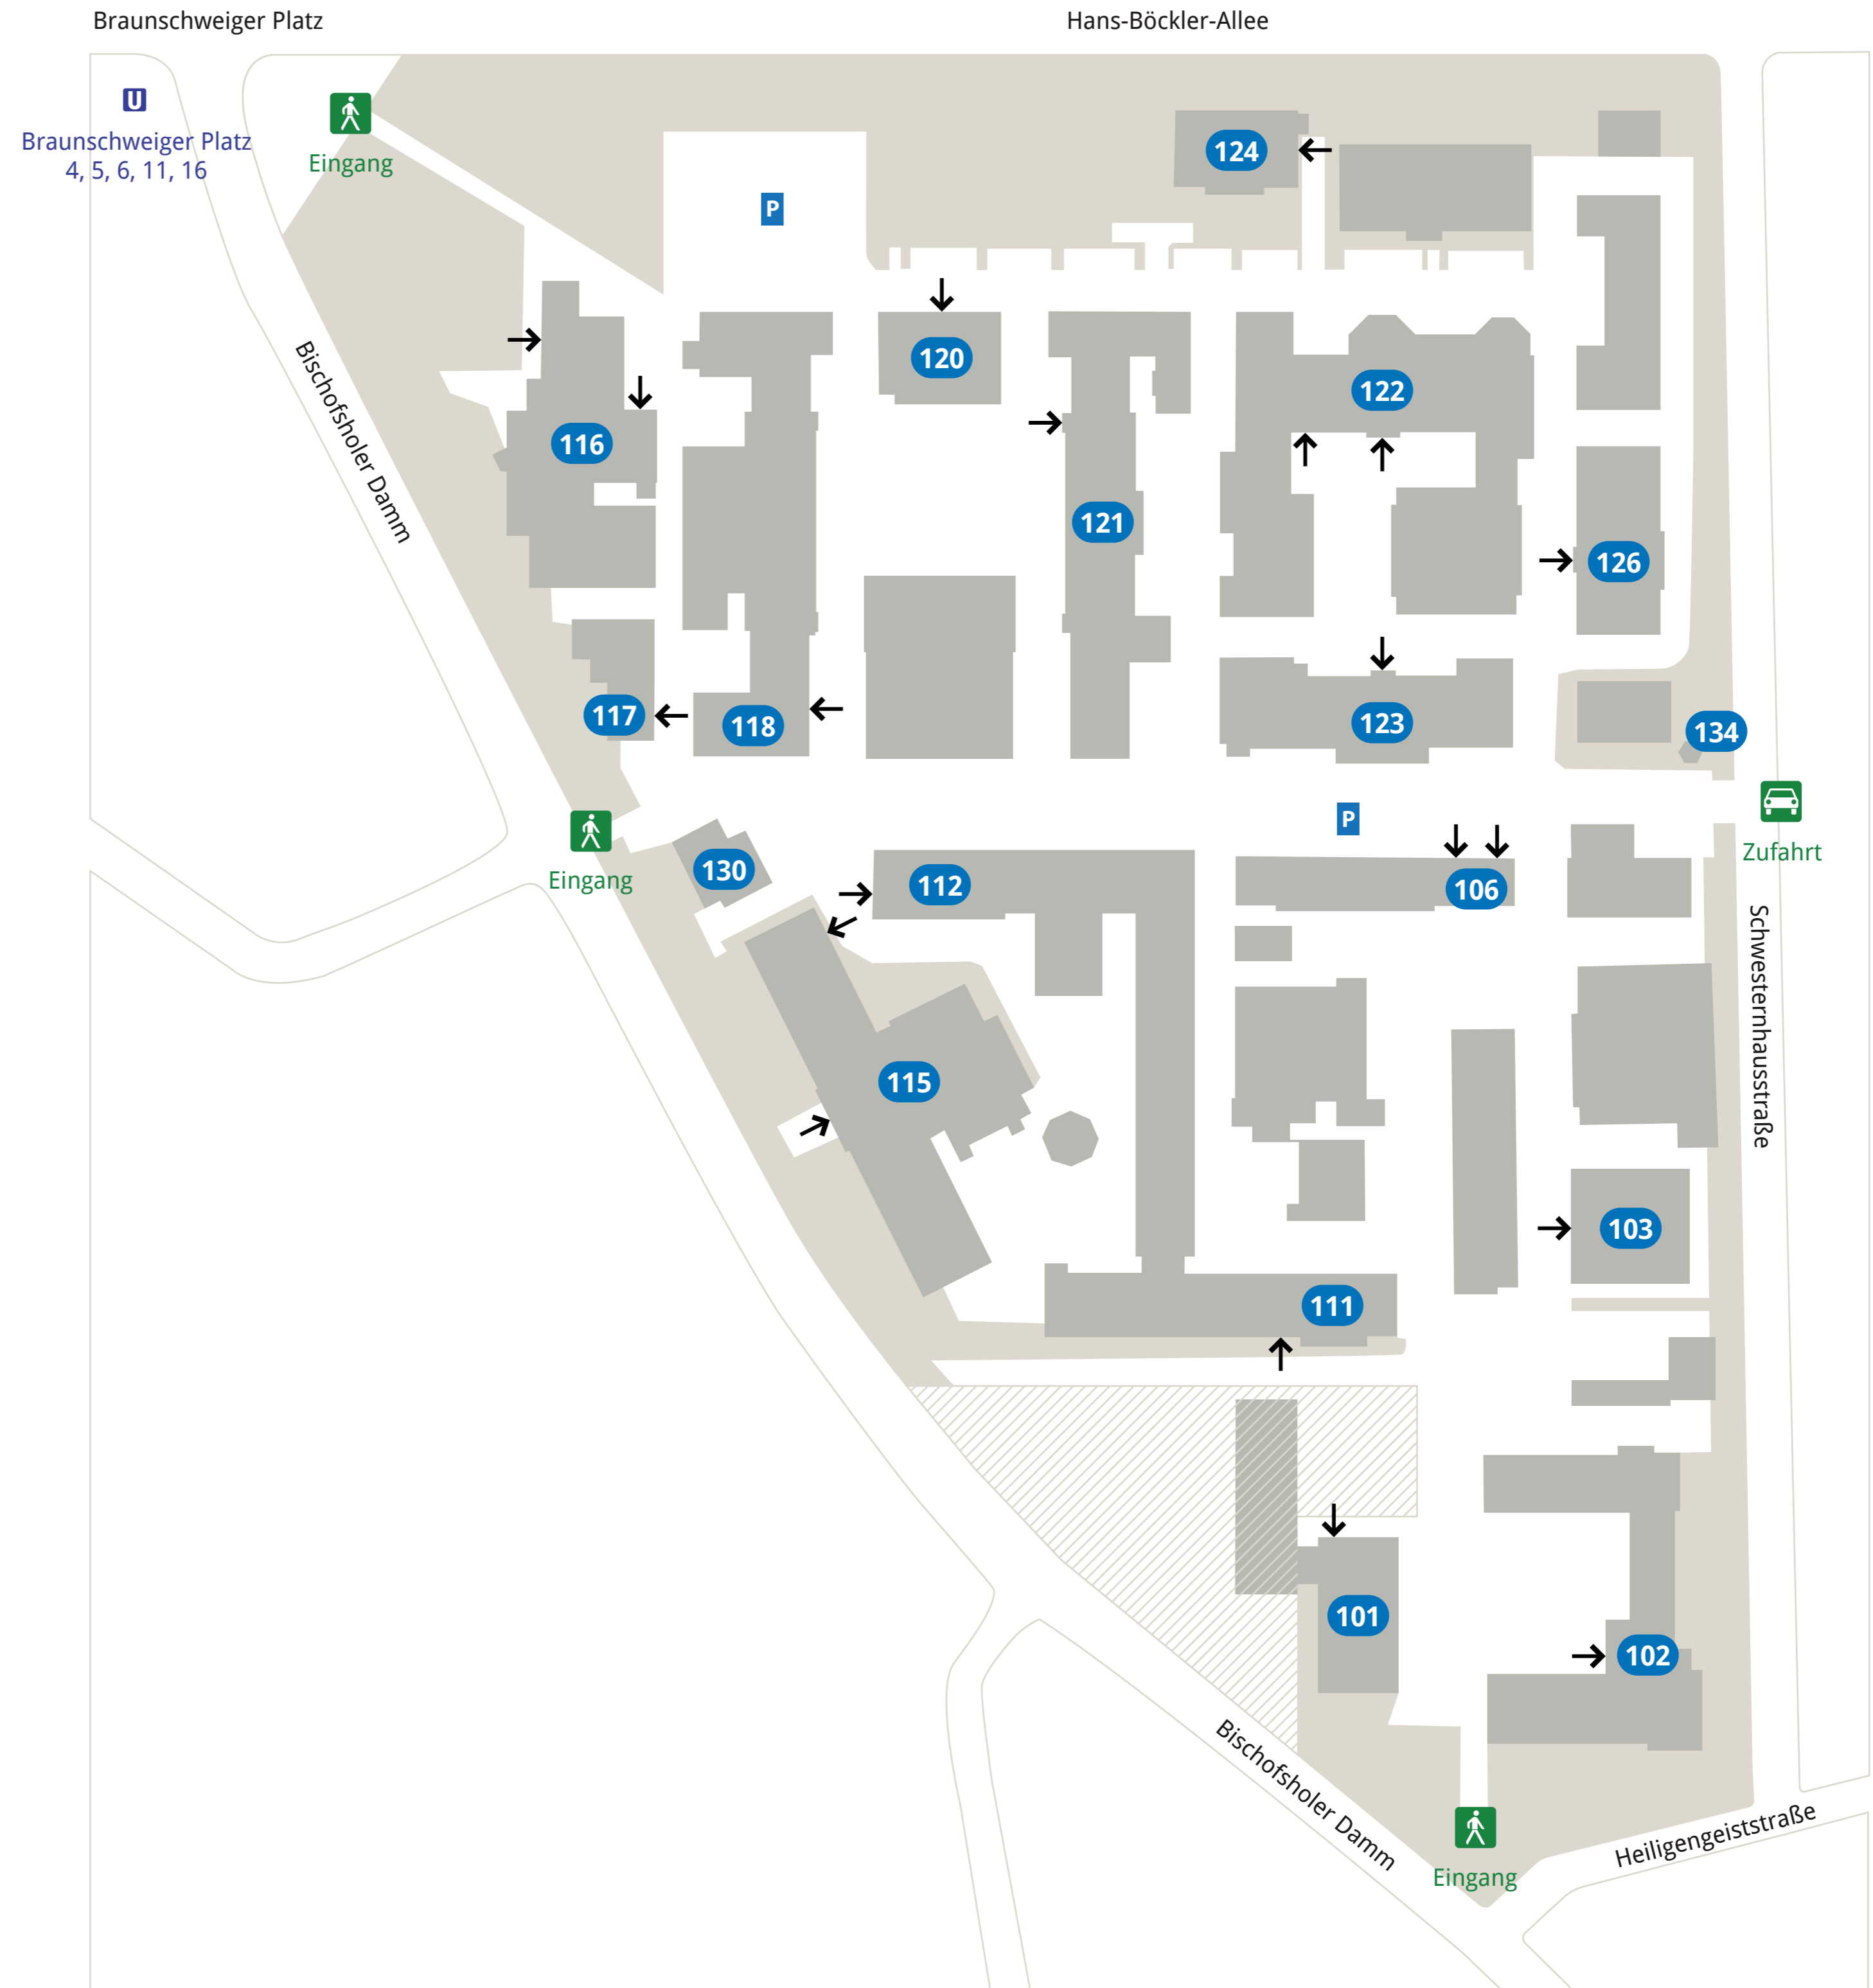 Braunschweiger Platz
Hans-Böckler-Allee
U
Braunschweiger Platz
4, 5, 6, 11, 16
Eingang
P
124
120
122
116
121
126
Bischofsholer Damm
117
118
123
134
P
Zufahrt
Eingang
130
112
106
Schwesternhausstraße
115
103
111
101
102
Bischofsholer Damm
Heiligengeiststraße
Eingang